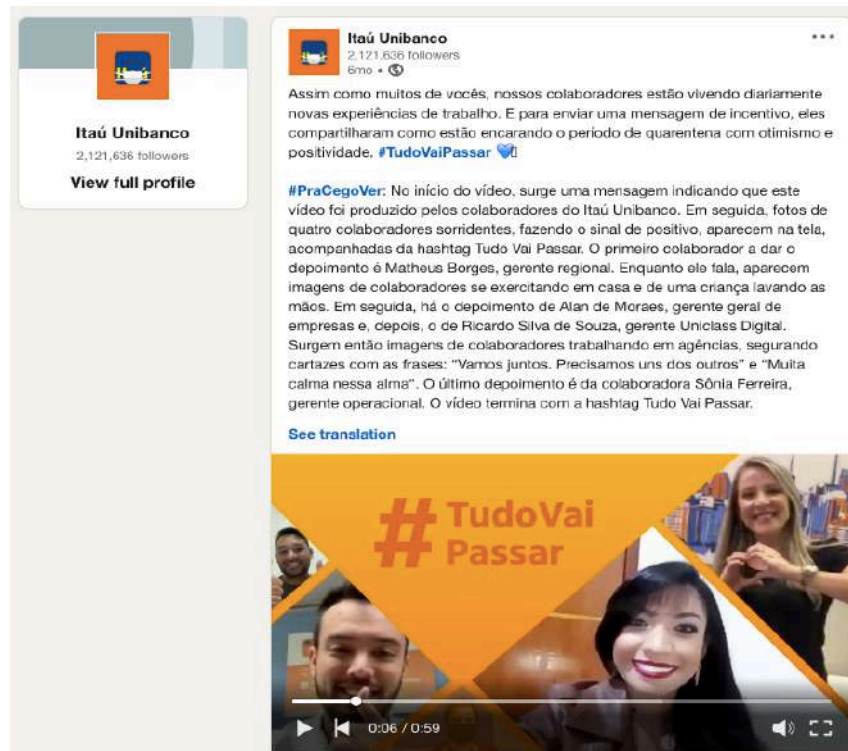 Itaú Unibanco
2,121,636 followers
View full profile
Itaú Unibanco
2,121,636 followers
6mo •
Assim como muitos de vocês, nossos colaboradores estão vivendo diariamente
novas experiências de trabalho. E para enviar uma mensagem de incentivo, eles
compartilharam como estão encarando o período de quarentena com otimismo e
positividade. #TudoVaiPassar 💙
#PraCegoVer: No início do vídeo, surge uma mensagem indicando que este
vídeo foi produzido pelos colaboradores do Itaú Unibanco. Em seguida, fotos de
quatro colaboradores sorridentes, fazendo o sinal de positivo, aparecem na tela,
acompanhadas da hashtag Tudo Vai Passar. O primeiro colaborador a dar o
depoimento é Matheus Borges, gerente regional. Enquanto ele fala, aparecem
imagens de colaboradores se exercitando em casa e de uma criança lavando as
mãos. Em seguida, há o depoimento de Alan de Moraes, gerente geral de
empresas e, depois, o de Ricardo Silva de Souza, gerente Uniclass Digital.
Surgem então imagens de colaboradores trabalhando em agências, segurando
cartazes com as frases: “Vamos juntos. Precisamos uns dos outros” e “Muita
calma nessa alma”. O último depoimento é da colaboradora Sônia Ferreira,
gerente operacional. O vídeo termina com a hashtag Tudo Vai Passar.
See translation
# TudoVai
Passar
0:06 / 0:59